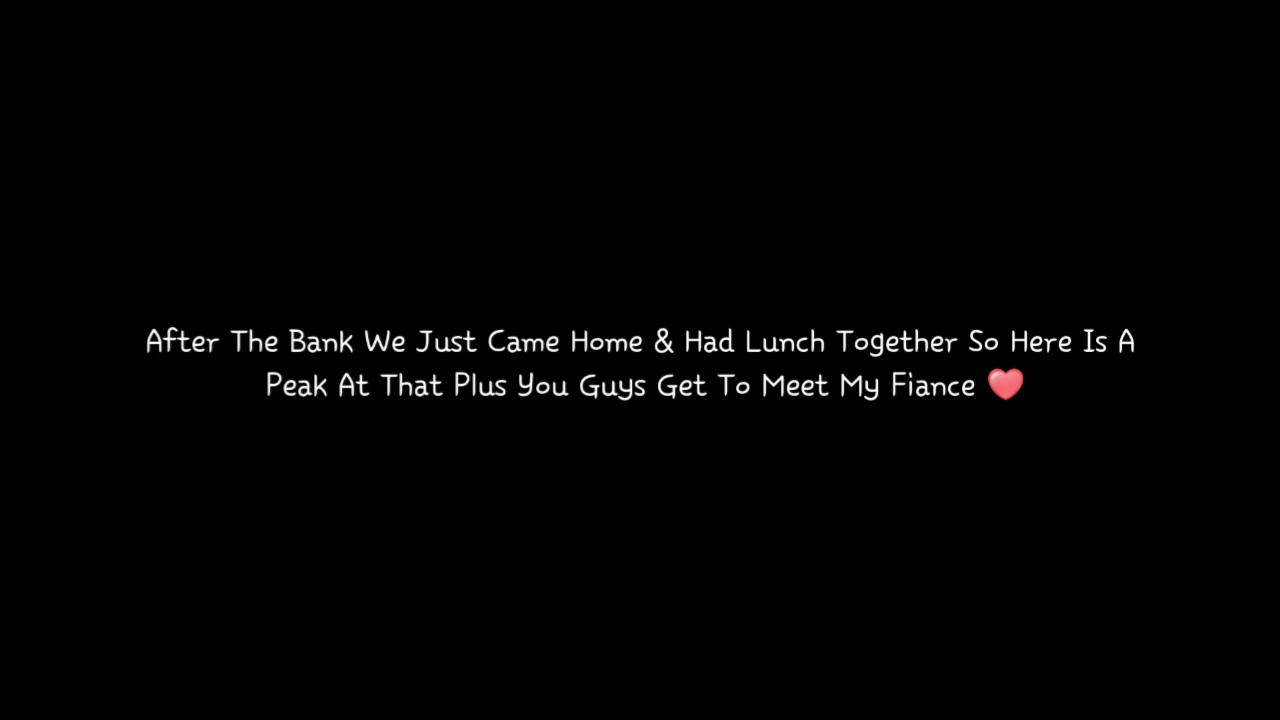 After The Bank We Just Came Home & Had Lunch Together So Here Is A
Peak At That Plus You Guys Get To Meet My Fiance ❤️